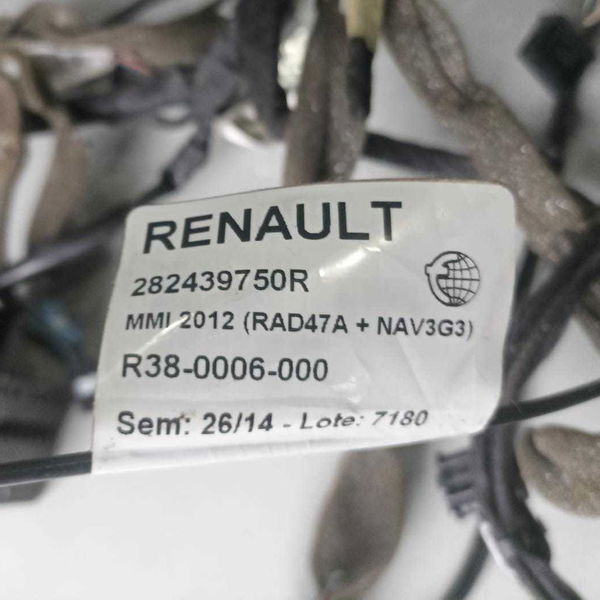 RENAULT
282439750R
MMI 2012 (RAD47A + NAV3G3)
R38-0006-000
Sem: 26/14 - Lote: 7180